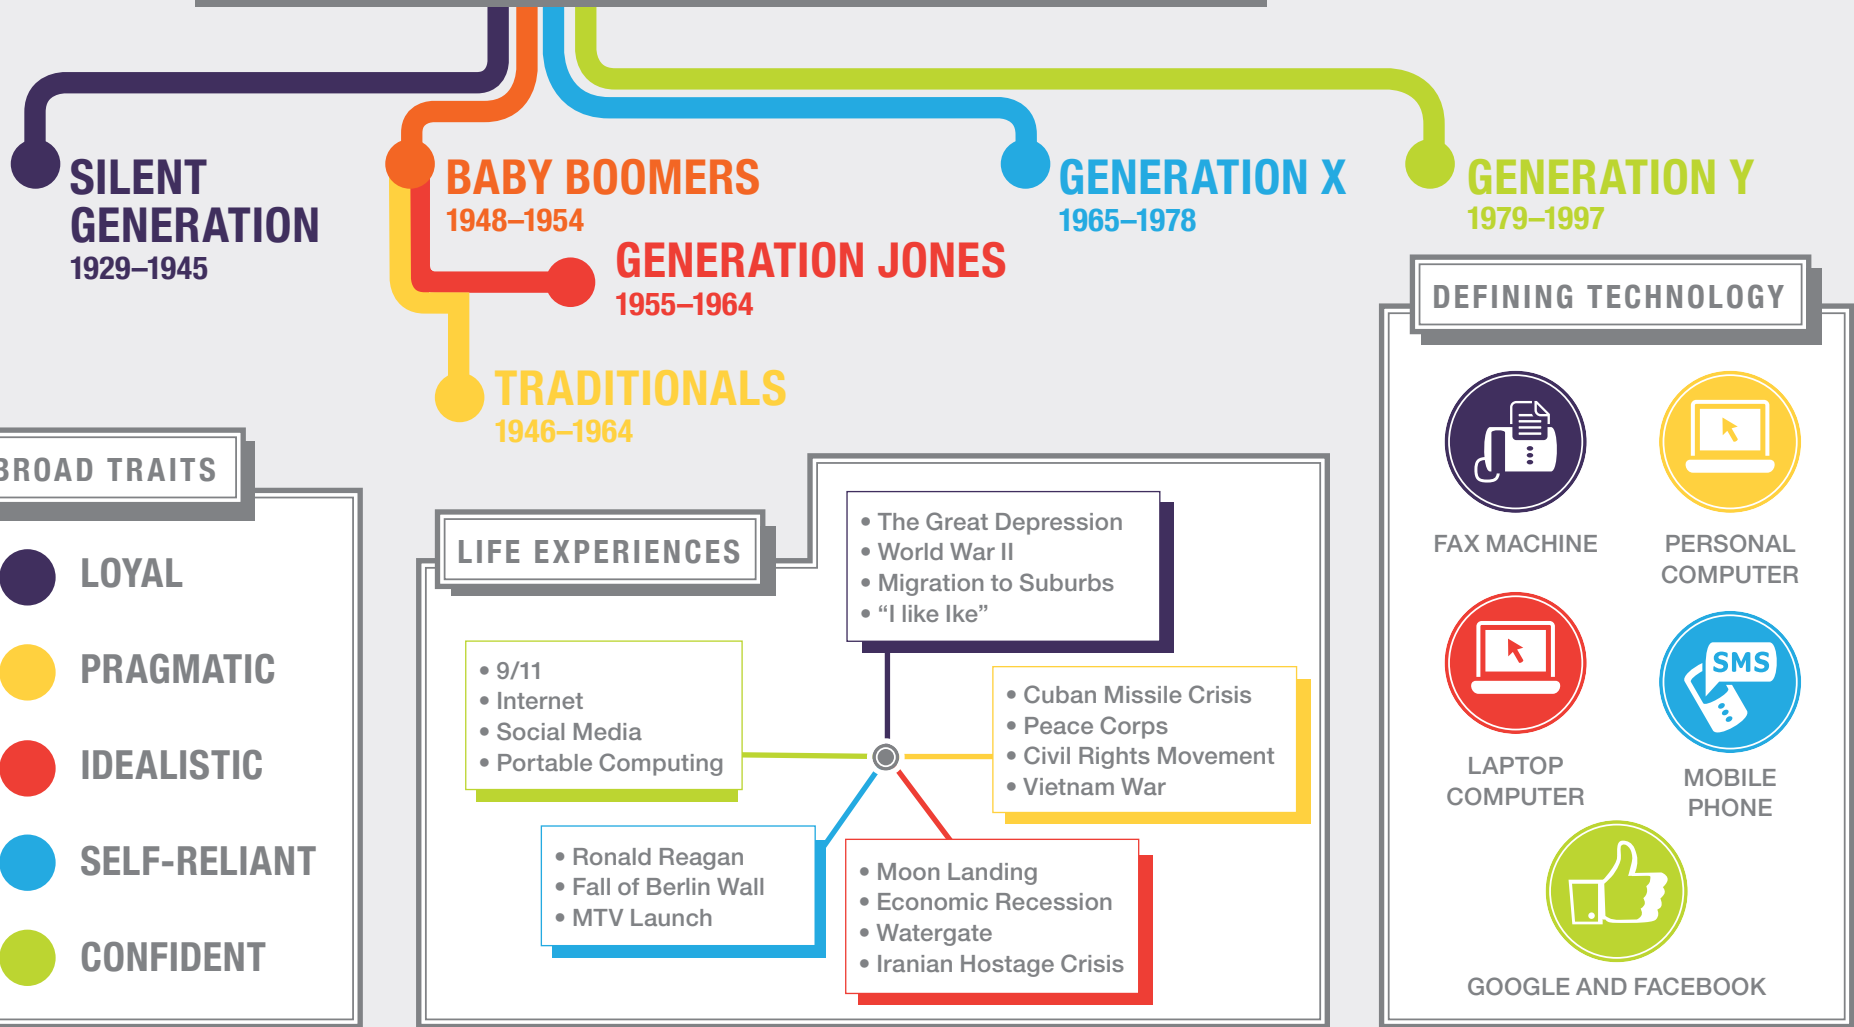 SILENT
GENERATION
1929–1945
BABY BOOMERS
1948–1954
GENERATION JONES
1955–1964
TRADITIONALS
1946–1964
GENERATION X
1965–1978
GENERATION Y
1979–1997
BROAD TRAITS
LOYAL
PRAGMATIC
IDEALISTIC
SELF-RELIANT
CONFIDENT
LIFE EXPERIENCES
• The Great Depression
• World War II
• Migration to Suburbs
• “I like Ike”
• 9/11
• Internet
• Social Media
• Portable Computing
• Cuban Missile Crisis
• Peace Corps
• Civil Rights Movement
• Vietnam War
• Ronald Reagan
• Fall of Berlin Wall
• MTV Launch
• Moon Landing
• Economic Recession
• Watergate
• Iranian Hostage Crisis
DEFINING TECHNOLOGY
FAX MACHINE
PERSONAL
COMPUTER
LAPTOP
COMPUTER
SMS
MOBILE
PHONE
GOOGLE AND FACEBOOK